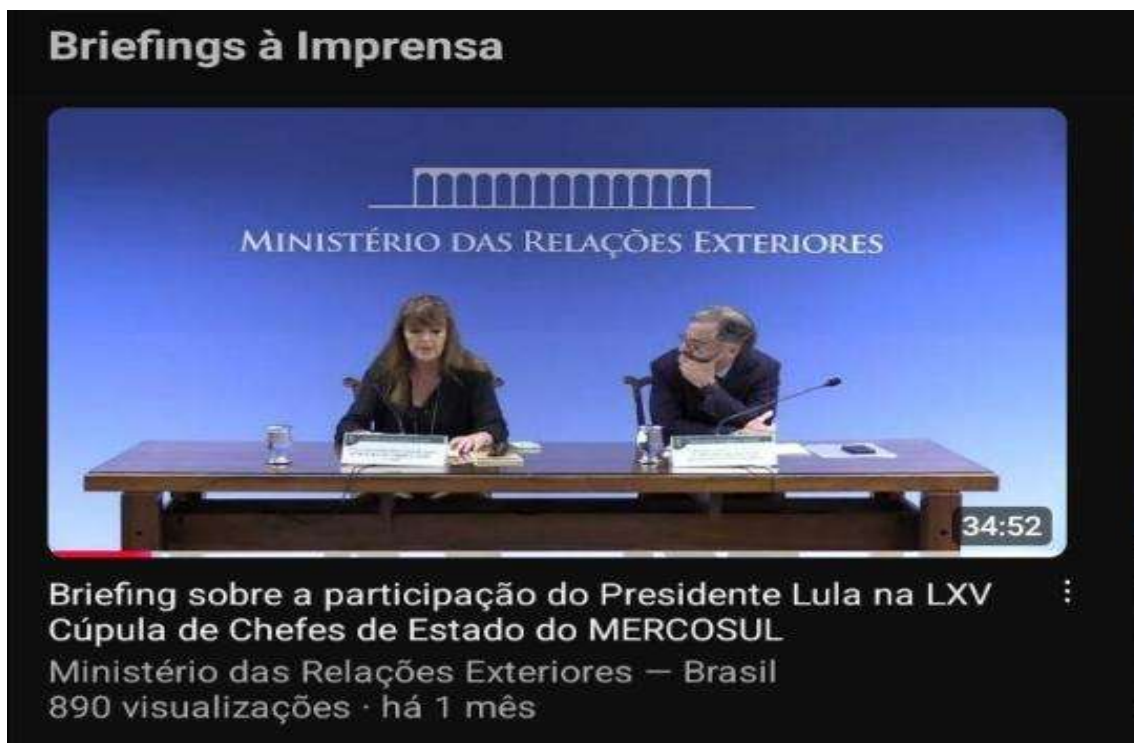 Briefings à Imprensa
MINISTÉRIO DAS RELAÇÕES EXTERIORES
34:52
Briefing sobre a participação do Presidente Lula na LXV
Cúpula de Chefes de Estado do MERCOSUL
Ministério das Relações Exteriores — Brasil
890 visualizações · há 1 mês